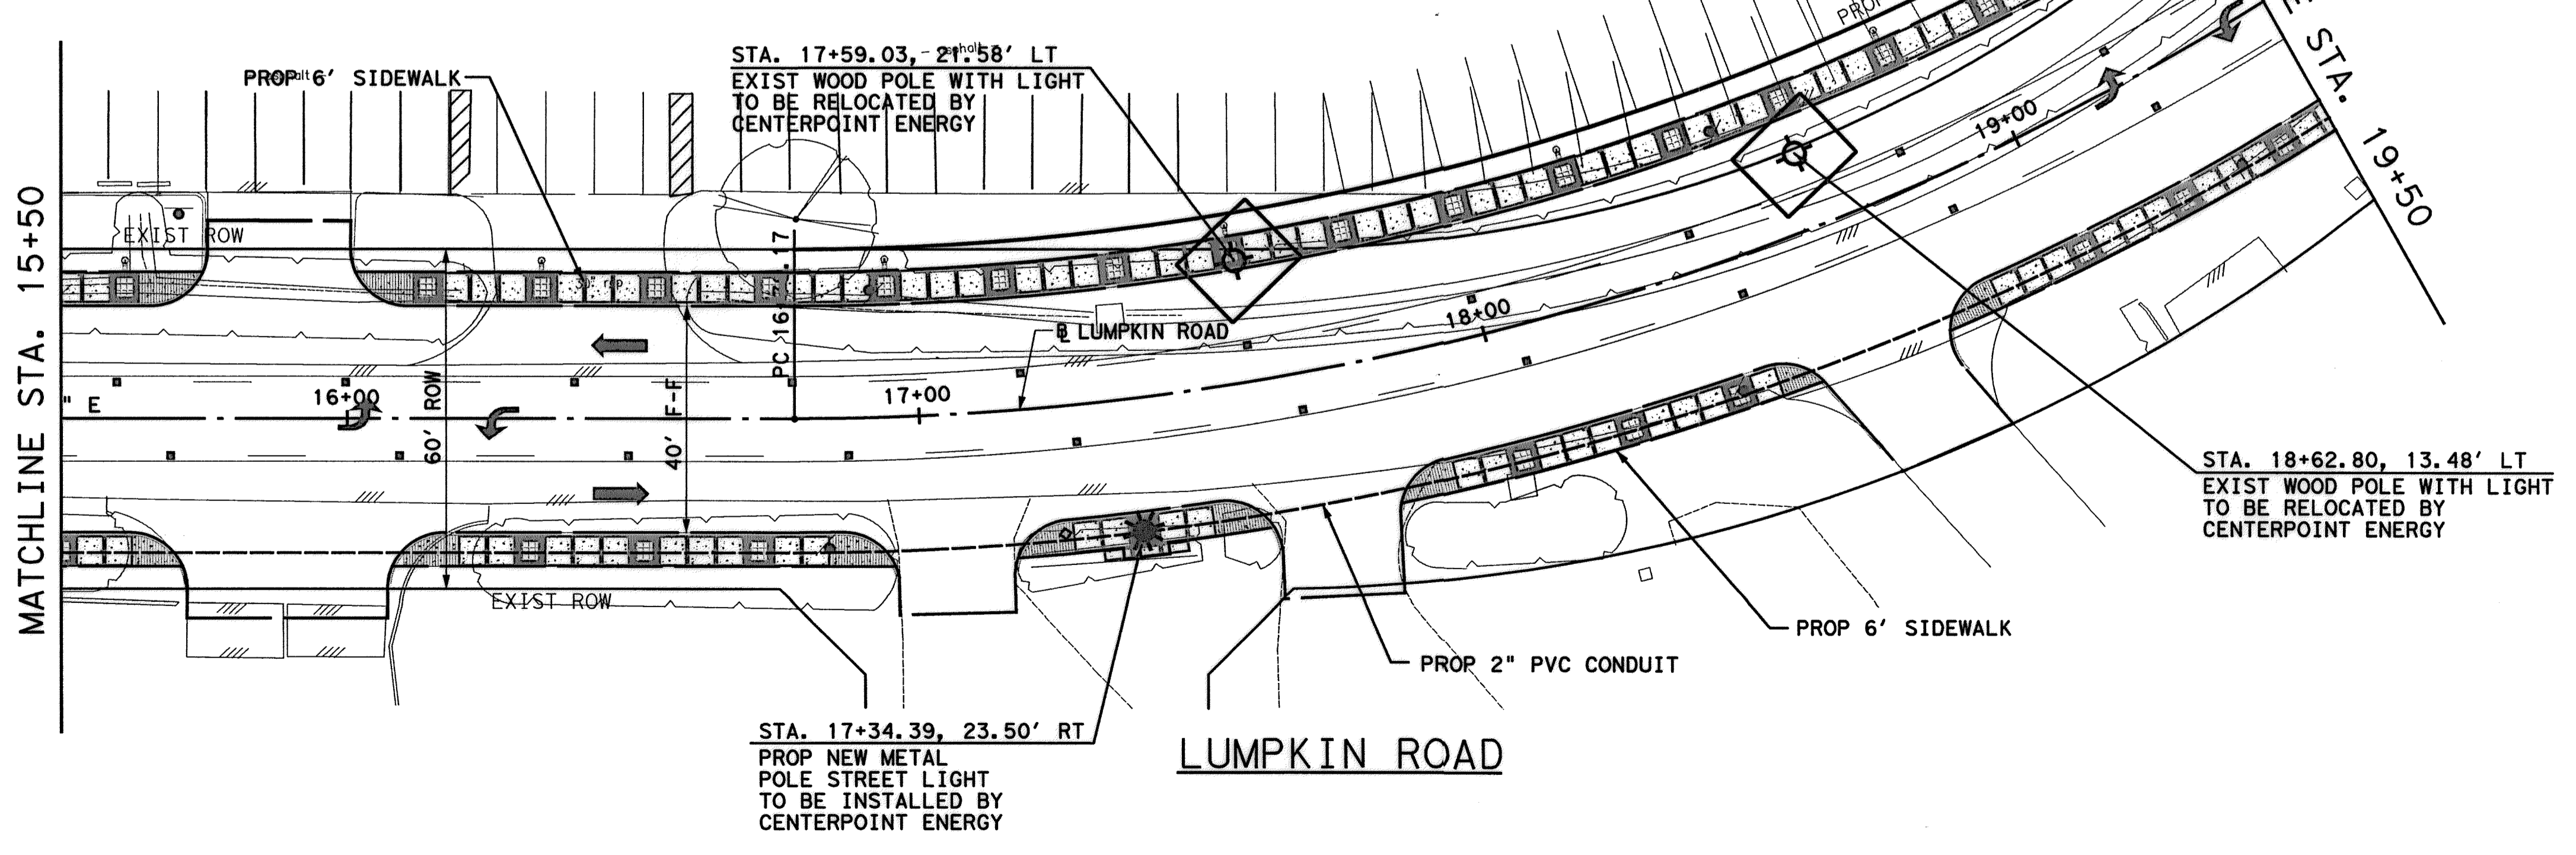 STA. 17+59.03, 21.58' LT
EXIST WOOD POLE WITH LIGHT
TO BE RELOCATED BY
CENTERPOINT ENERGY
PROP 6' SIDEWALK
MATCHLINE STA. 15+50
EXIST ROW
" E
16+00
60' ROW
40' F-F
17+00
℄ LUMPKIN ROAD
18+00
19+00
STA. 19+50
EXIST ROW
STA. 18+62.80, 13.48' LT
EXIST WOOD POLE WITH LIGHT
TO BE RELOCATED BY
CENTERPOINT ENERGY
PROP 6' SIDEWALK
PROP 2" PVC CONDUIT
STA. 17+34.39, 23.50' RT
PROP NEW METAL
POLE STREET LIGHT
TO BE INSTALLED BY
CENTERPOINT ENERGY
LUMPKIN ROAD